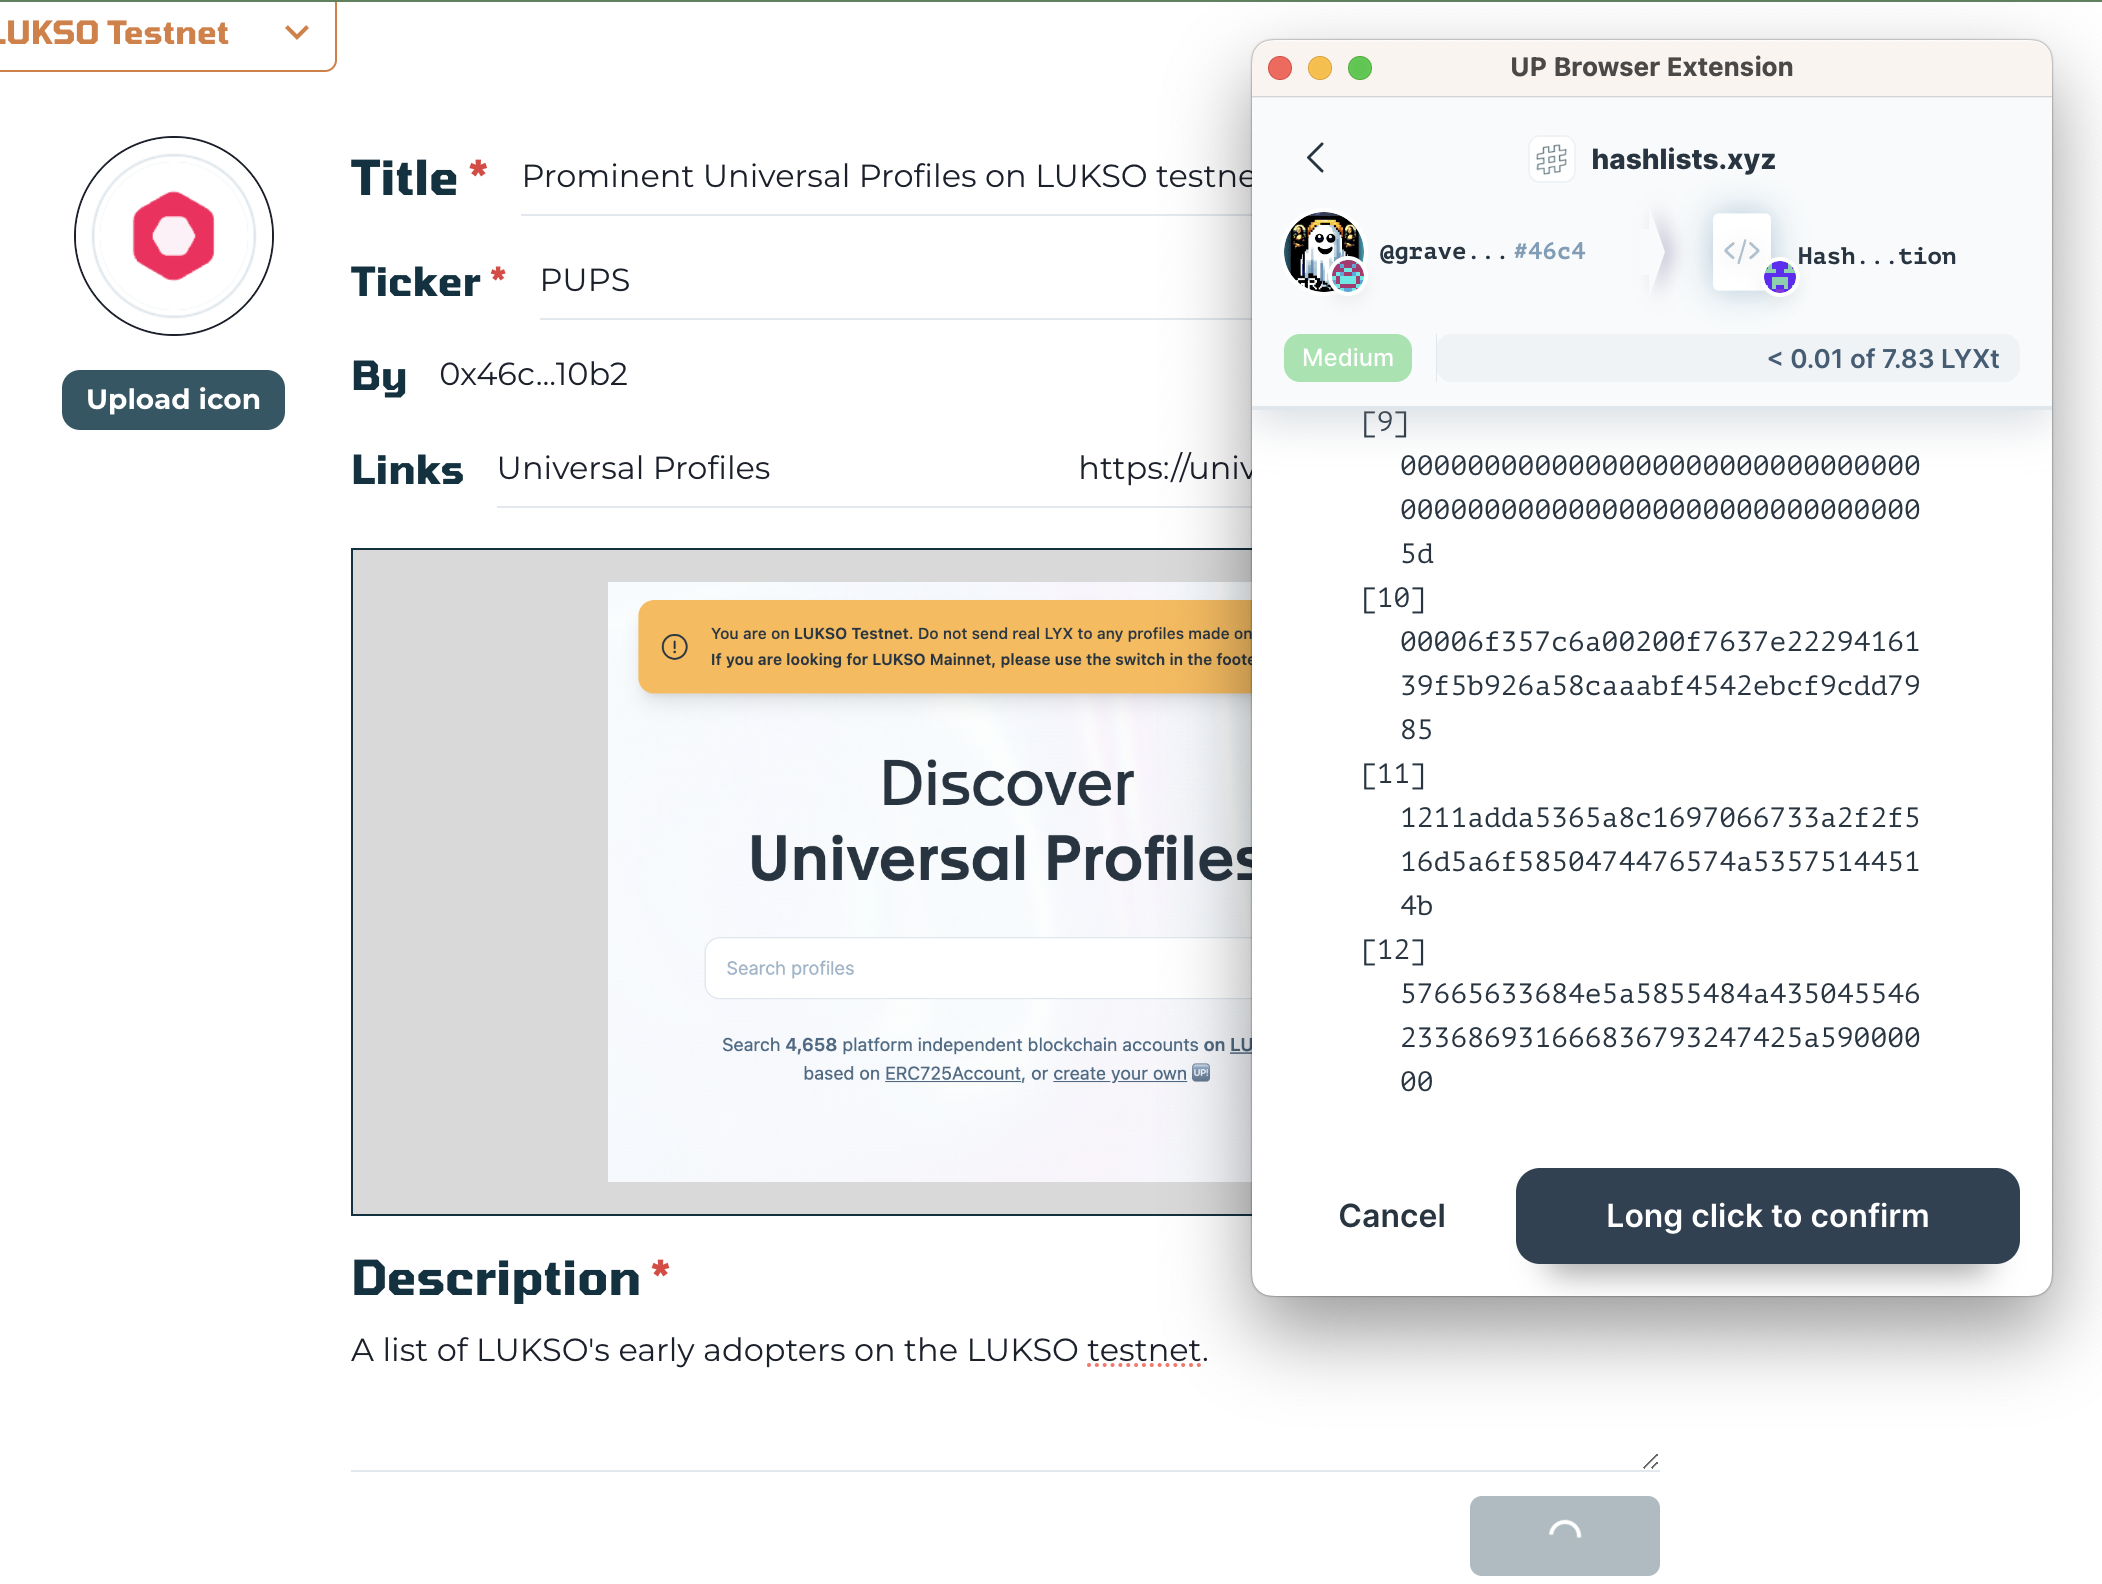 LUKSO Testnet
Upload icon
Title *
Prominent Universal Profiles on LUKSO testne
Ticker *
PUPS
By
0x46c...10b2
Links
Universal Profiles
https://univ
You are on LUKSO Testnet. Do not send real LYX to any profiles made on
If you are looking for LUKSO Mainnet, please use the switch in the foote
Discover
Universal Profiles
Search profiles
Search 4,658 platform independent blockchain accounts on LU
based on ERC725Account, or create your own UP!
Description *
A list of LUKSO's early adopters on the LUKSO testnet.
UP Browser Extension
hashlists.xyz
@grave...#46c4
Hash...tion
Medium
< 0.01 of 7.83 LYXt
[9]
00000000000000000000000000000000
00000000000000000000000000000000
5d
[10]
00006f357c6a00200f7637e22294161
39f5b926a58caaabf4542ebcf9cdd79
85
[11]
1211adda5365a8c1697066733a2f2f5
16d5a6f5850474476574a5357514451
4b
[12]
57665633684e5a5855484a435045546
2336869316668367932474 25a590000
00
Cancel
Long click to confirm